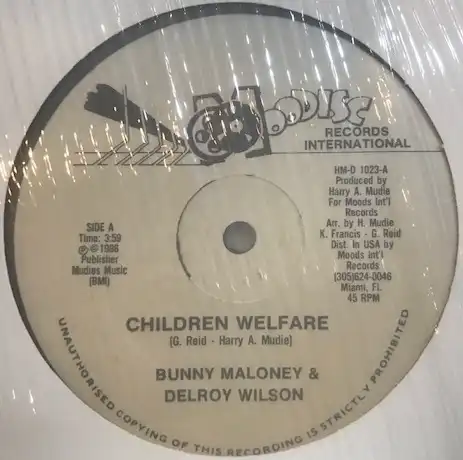 MOODISC
RECORDS
INTERNATIONAL
HM-D 1023-A
Produced by
Harry A. Mudie
For Moods Int'l
Records
Arr. by H. Mudie
K. Francis - G. Reid
Dist. In USA by
Moods Int'l
Records
(305)624-0046
Miami, FL
45 RPM
SIDE A
Time: 3:59
℗©1986
Publisher
Mudies Music
(BMI)
CHILDREN WELFARE
(G. Reid - Harry A. Mudie)
BUNNY MALONEY &
DELROY WILSON
UNAUTHORISED COPYING OF THIS RECORDING IS STRICTLY PROHIBITED